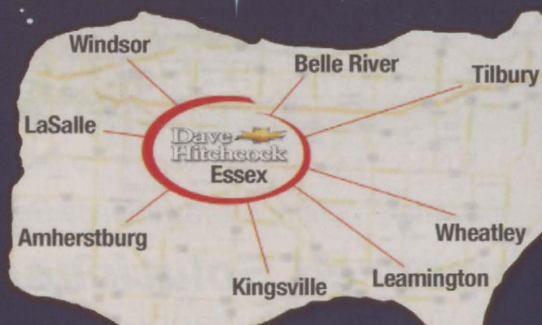 Windsor
Belle River
Tilbury
LaSalle
Dave
Hitchcock
Essex
Amherstburg
Wheatley
Kingsville
Leamington